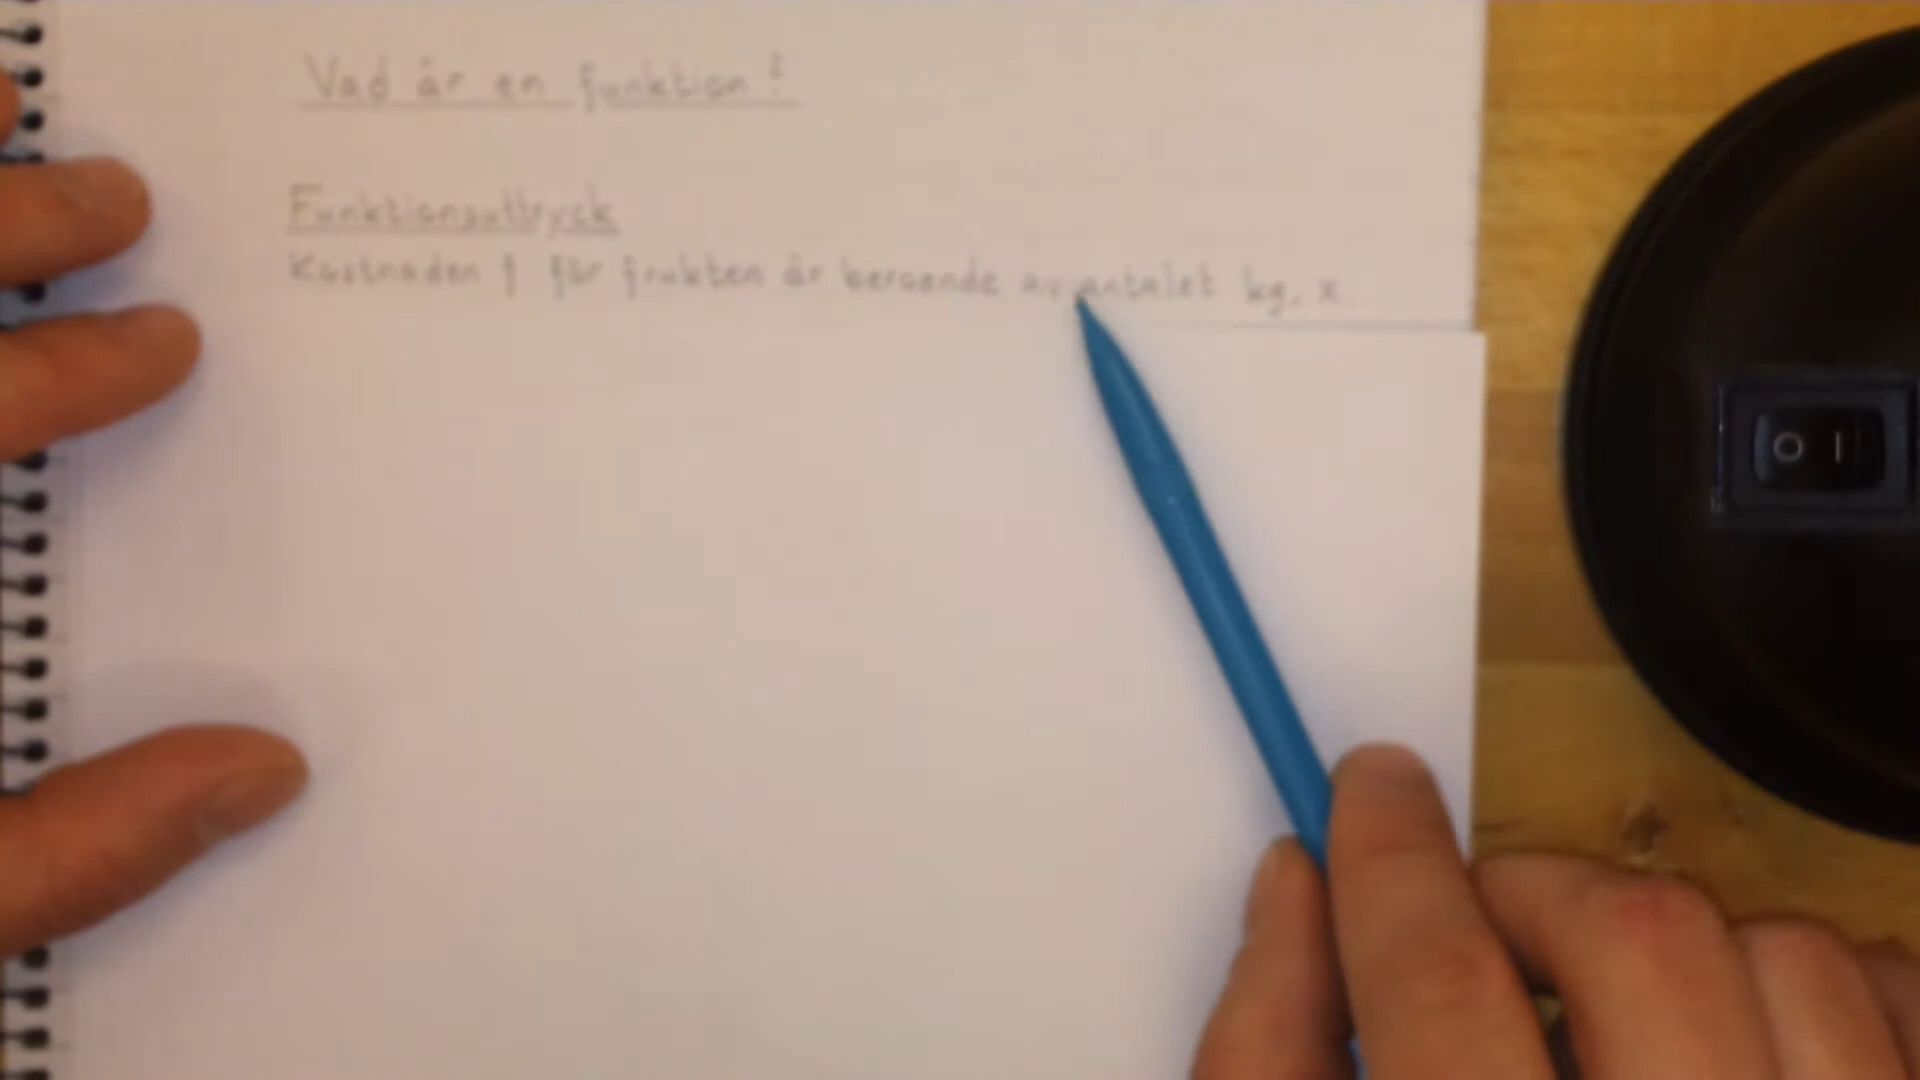 Vad är en funktion?
Funktionsuttryck
Kostnaden f för frukten är beroende av antalet kg, x.
O I